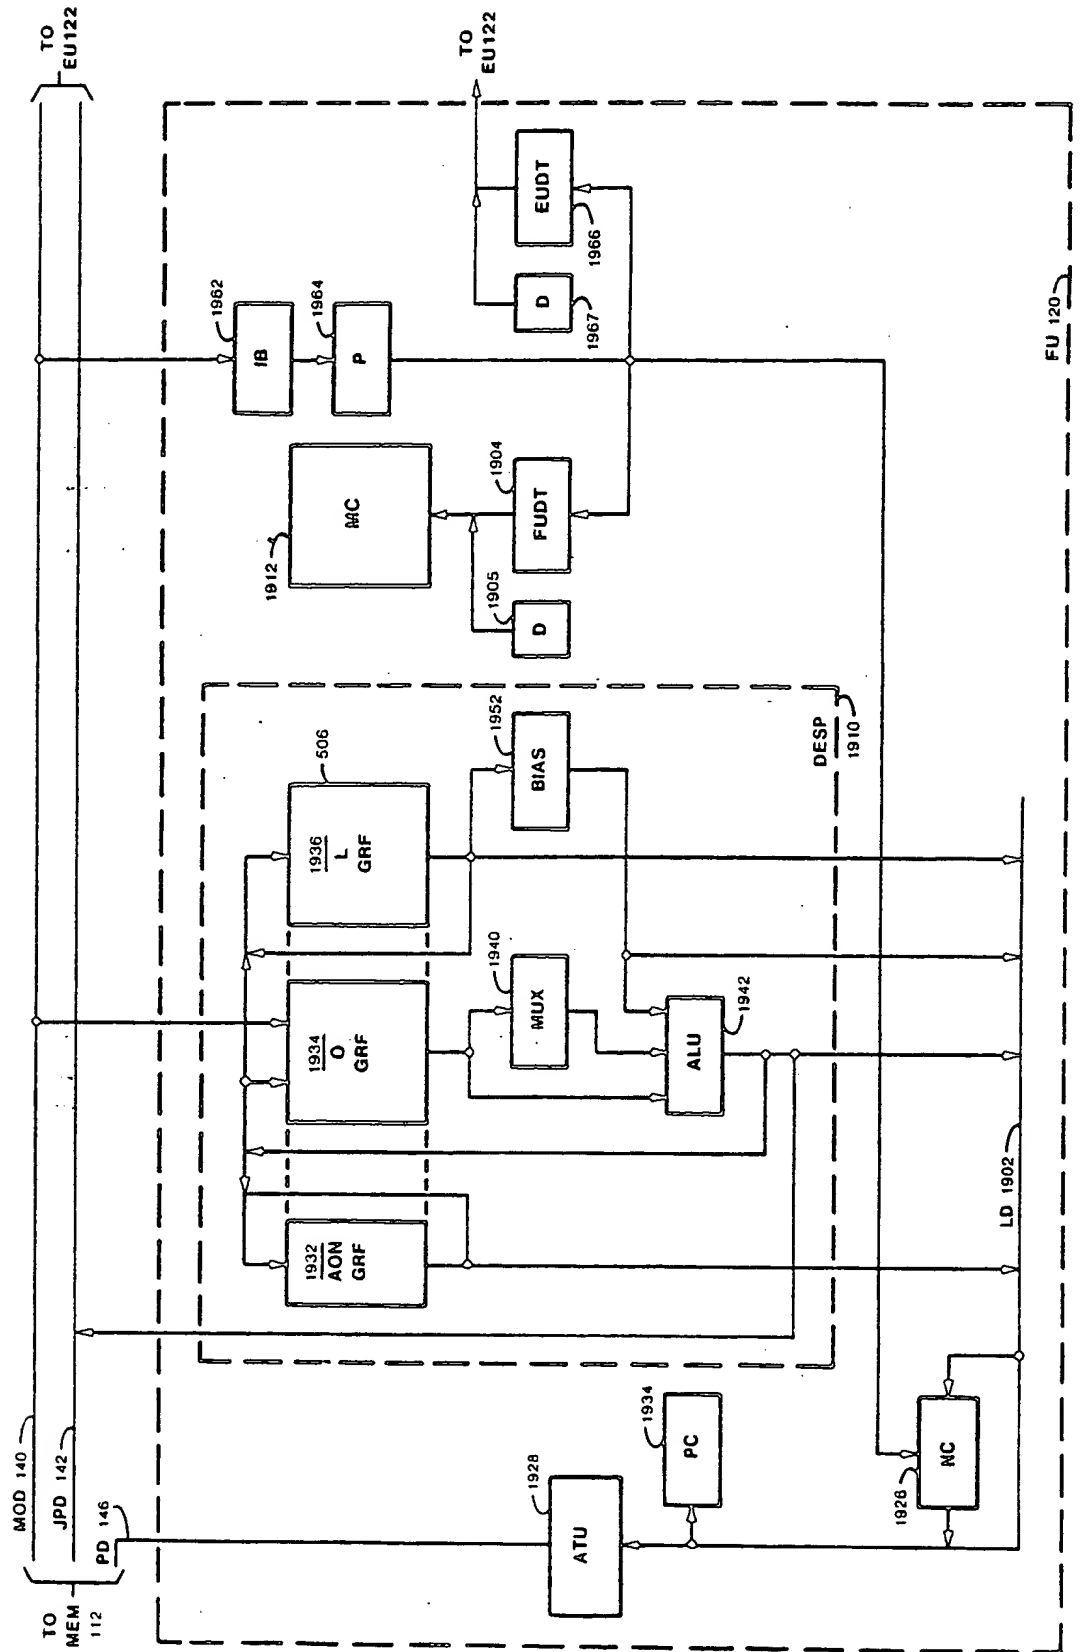 TO
MEM
112
MOD 140
JPD 142
PD 146
TO
EU122
TO
EU122
1962
IB
1964
P
1912
MC
1904
FUDT
1905
D
EUDT
1966
D
1967
506
1936
L
GRF
1934
O
GRF
1932
AON
GRF
1952
BIAS
1940
MUX
1942
ALU
DESP
1910
1928
ATU
1934
PC
1926
NC
LD 1902
FU 120